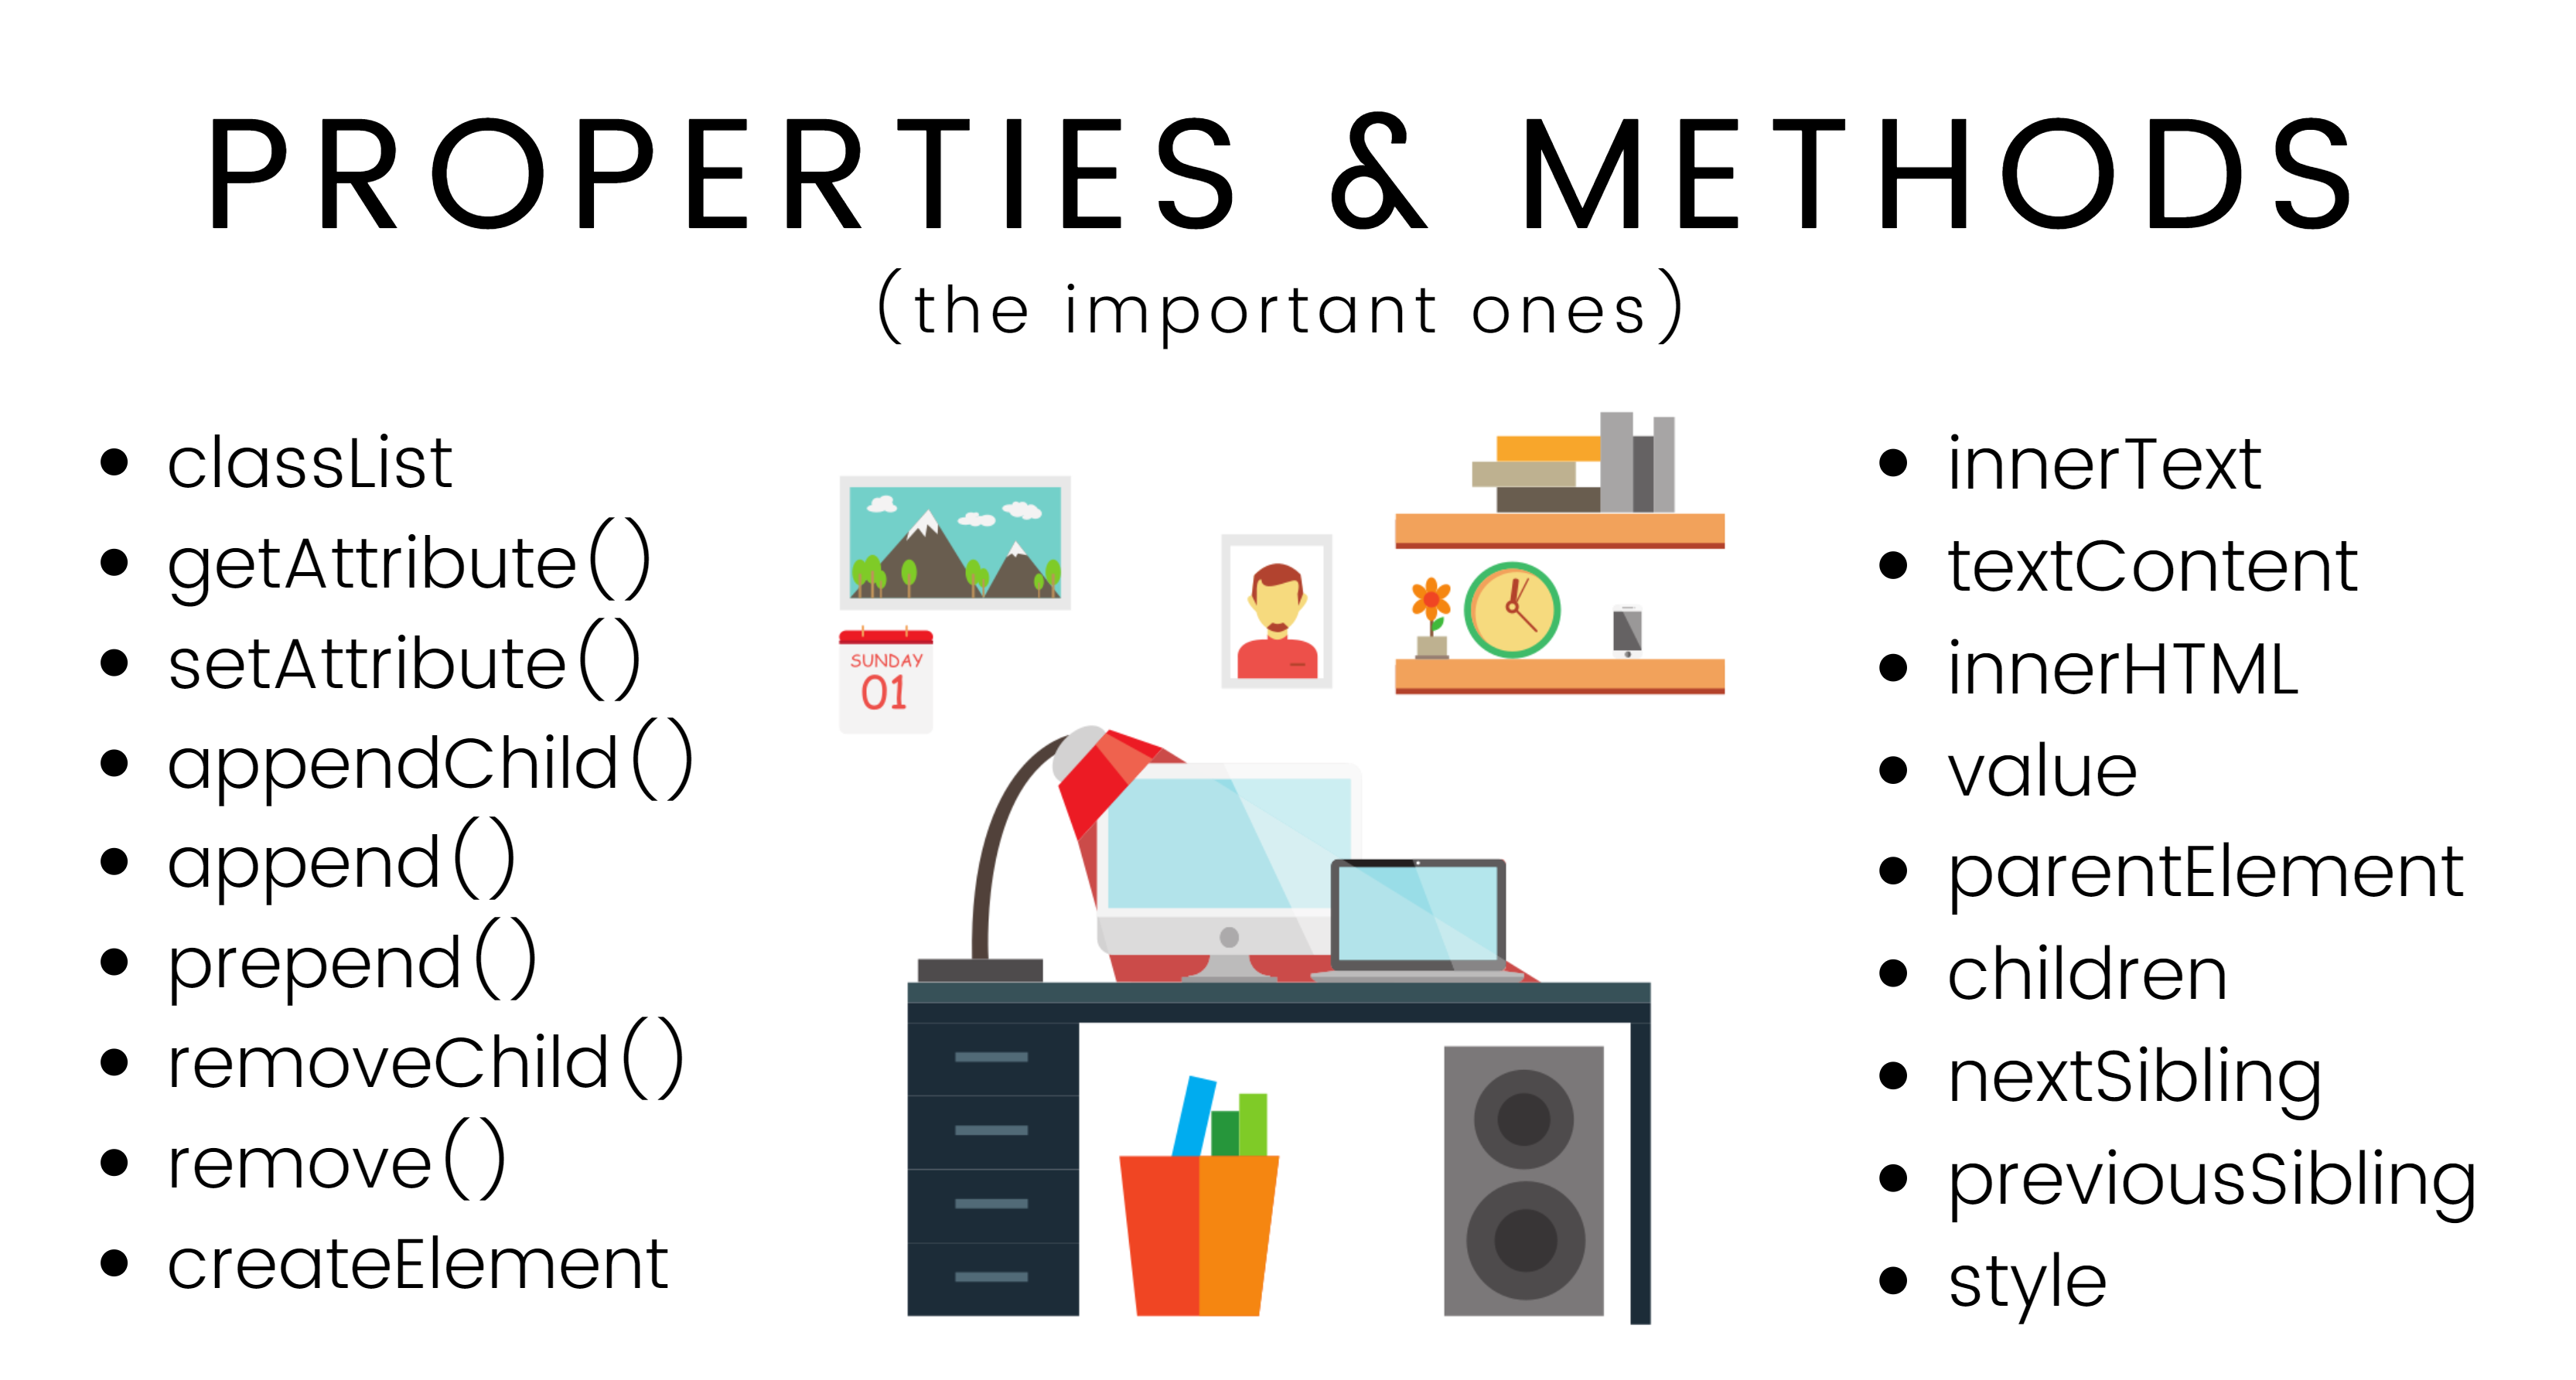 PROPERTIES & METHODS
(the important ones)
• classList
• getAttribute()
• setAttribute()
• appendChild()
• append()
• prepend()
• removeChild()
• remove()
• createElement
SUNDAY
01
• innerText
• textContent
• innerHTML
• value
• parentElement
• children
• nextSibling
• previousSibling
• style